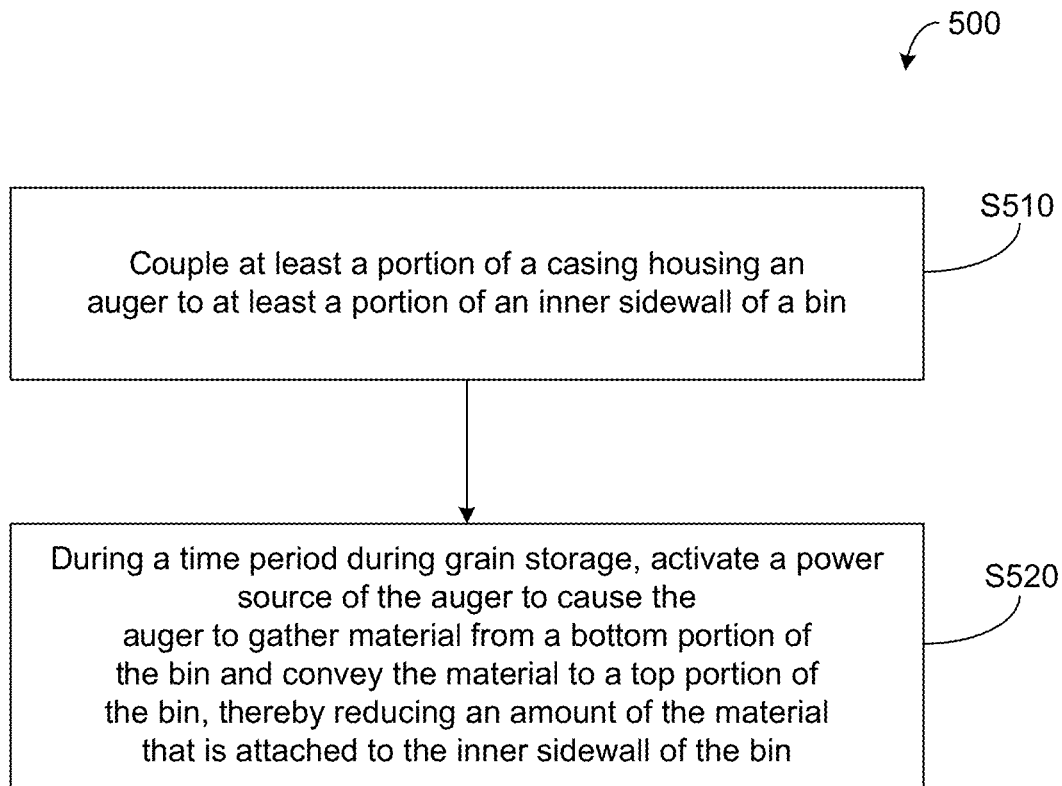 500
S510
Couple at least a portion of a casing housing an
auger to at least a portion of an inner sidewall of a bin
During a time period during grain storage, activate a power
source of the auger to cause the
auger to gather material from a bottom portion of
the bin and convey the material to a top portion of
the bin, thereby reducing an amount of the material
that is attached to the inner sidewall of the bin
S520